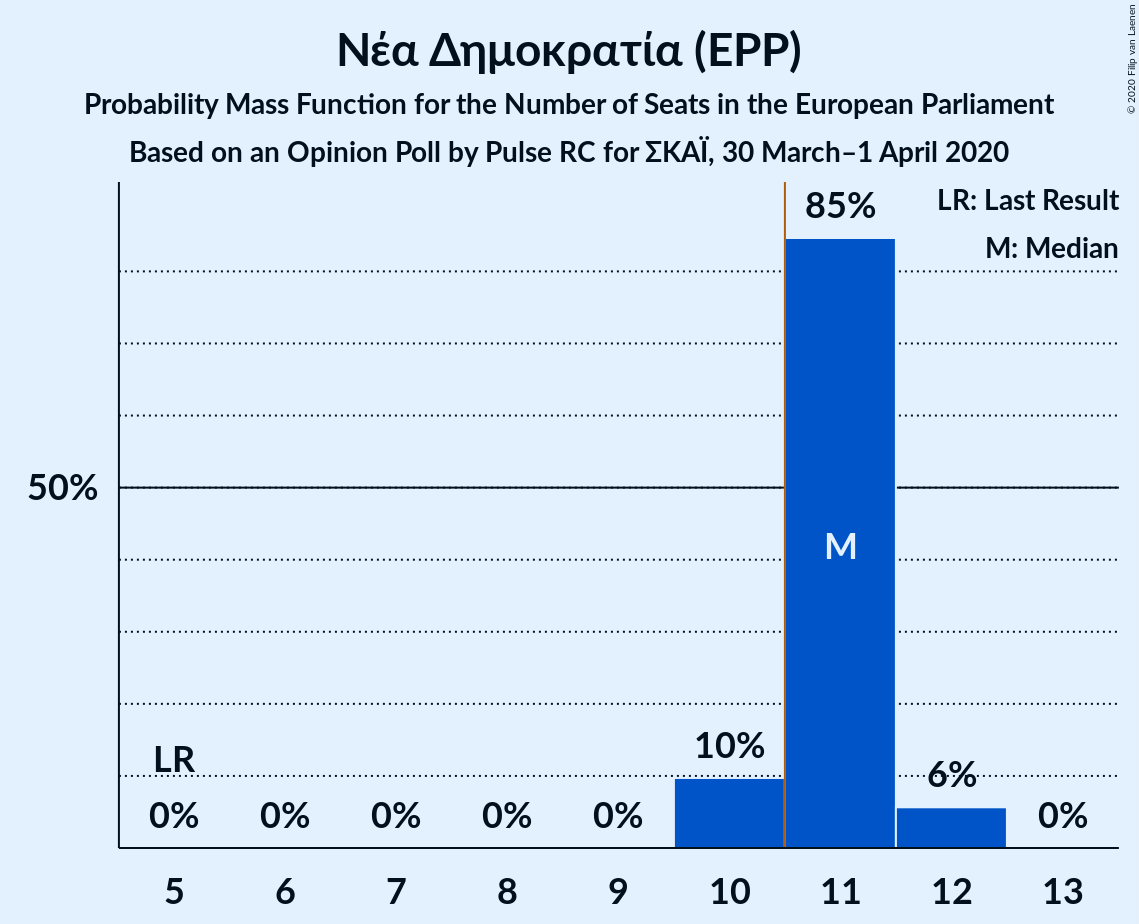 Νέα Δημοκρατία (EPP)
Probability Mass Function for the Number of Seats in the European Parliament
Based on an Opinion Poll by Pulse RC for ΣΚΑΪ, 30 March–1 April 2020
© 2020 Filip van Laenen
LR: Last Result
M: Median
85%
50%
M
LR
10%
6%
0% 0% 0% 0% 0% 0%
5 6 7 8 9 10 11 12 13